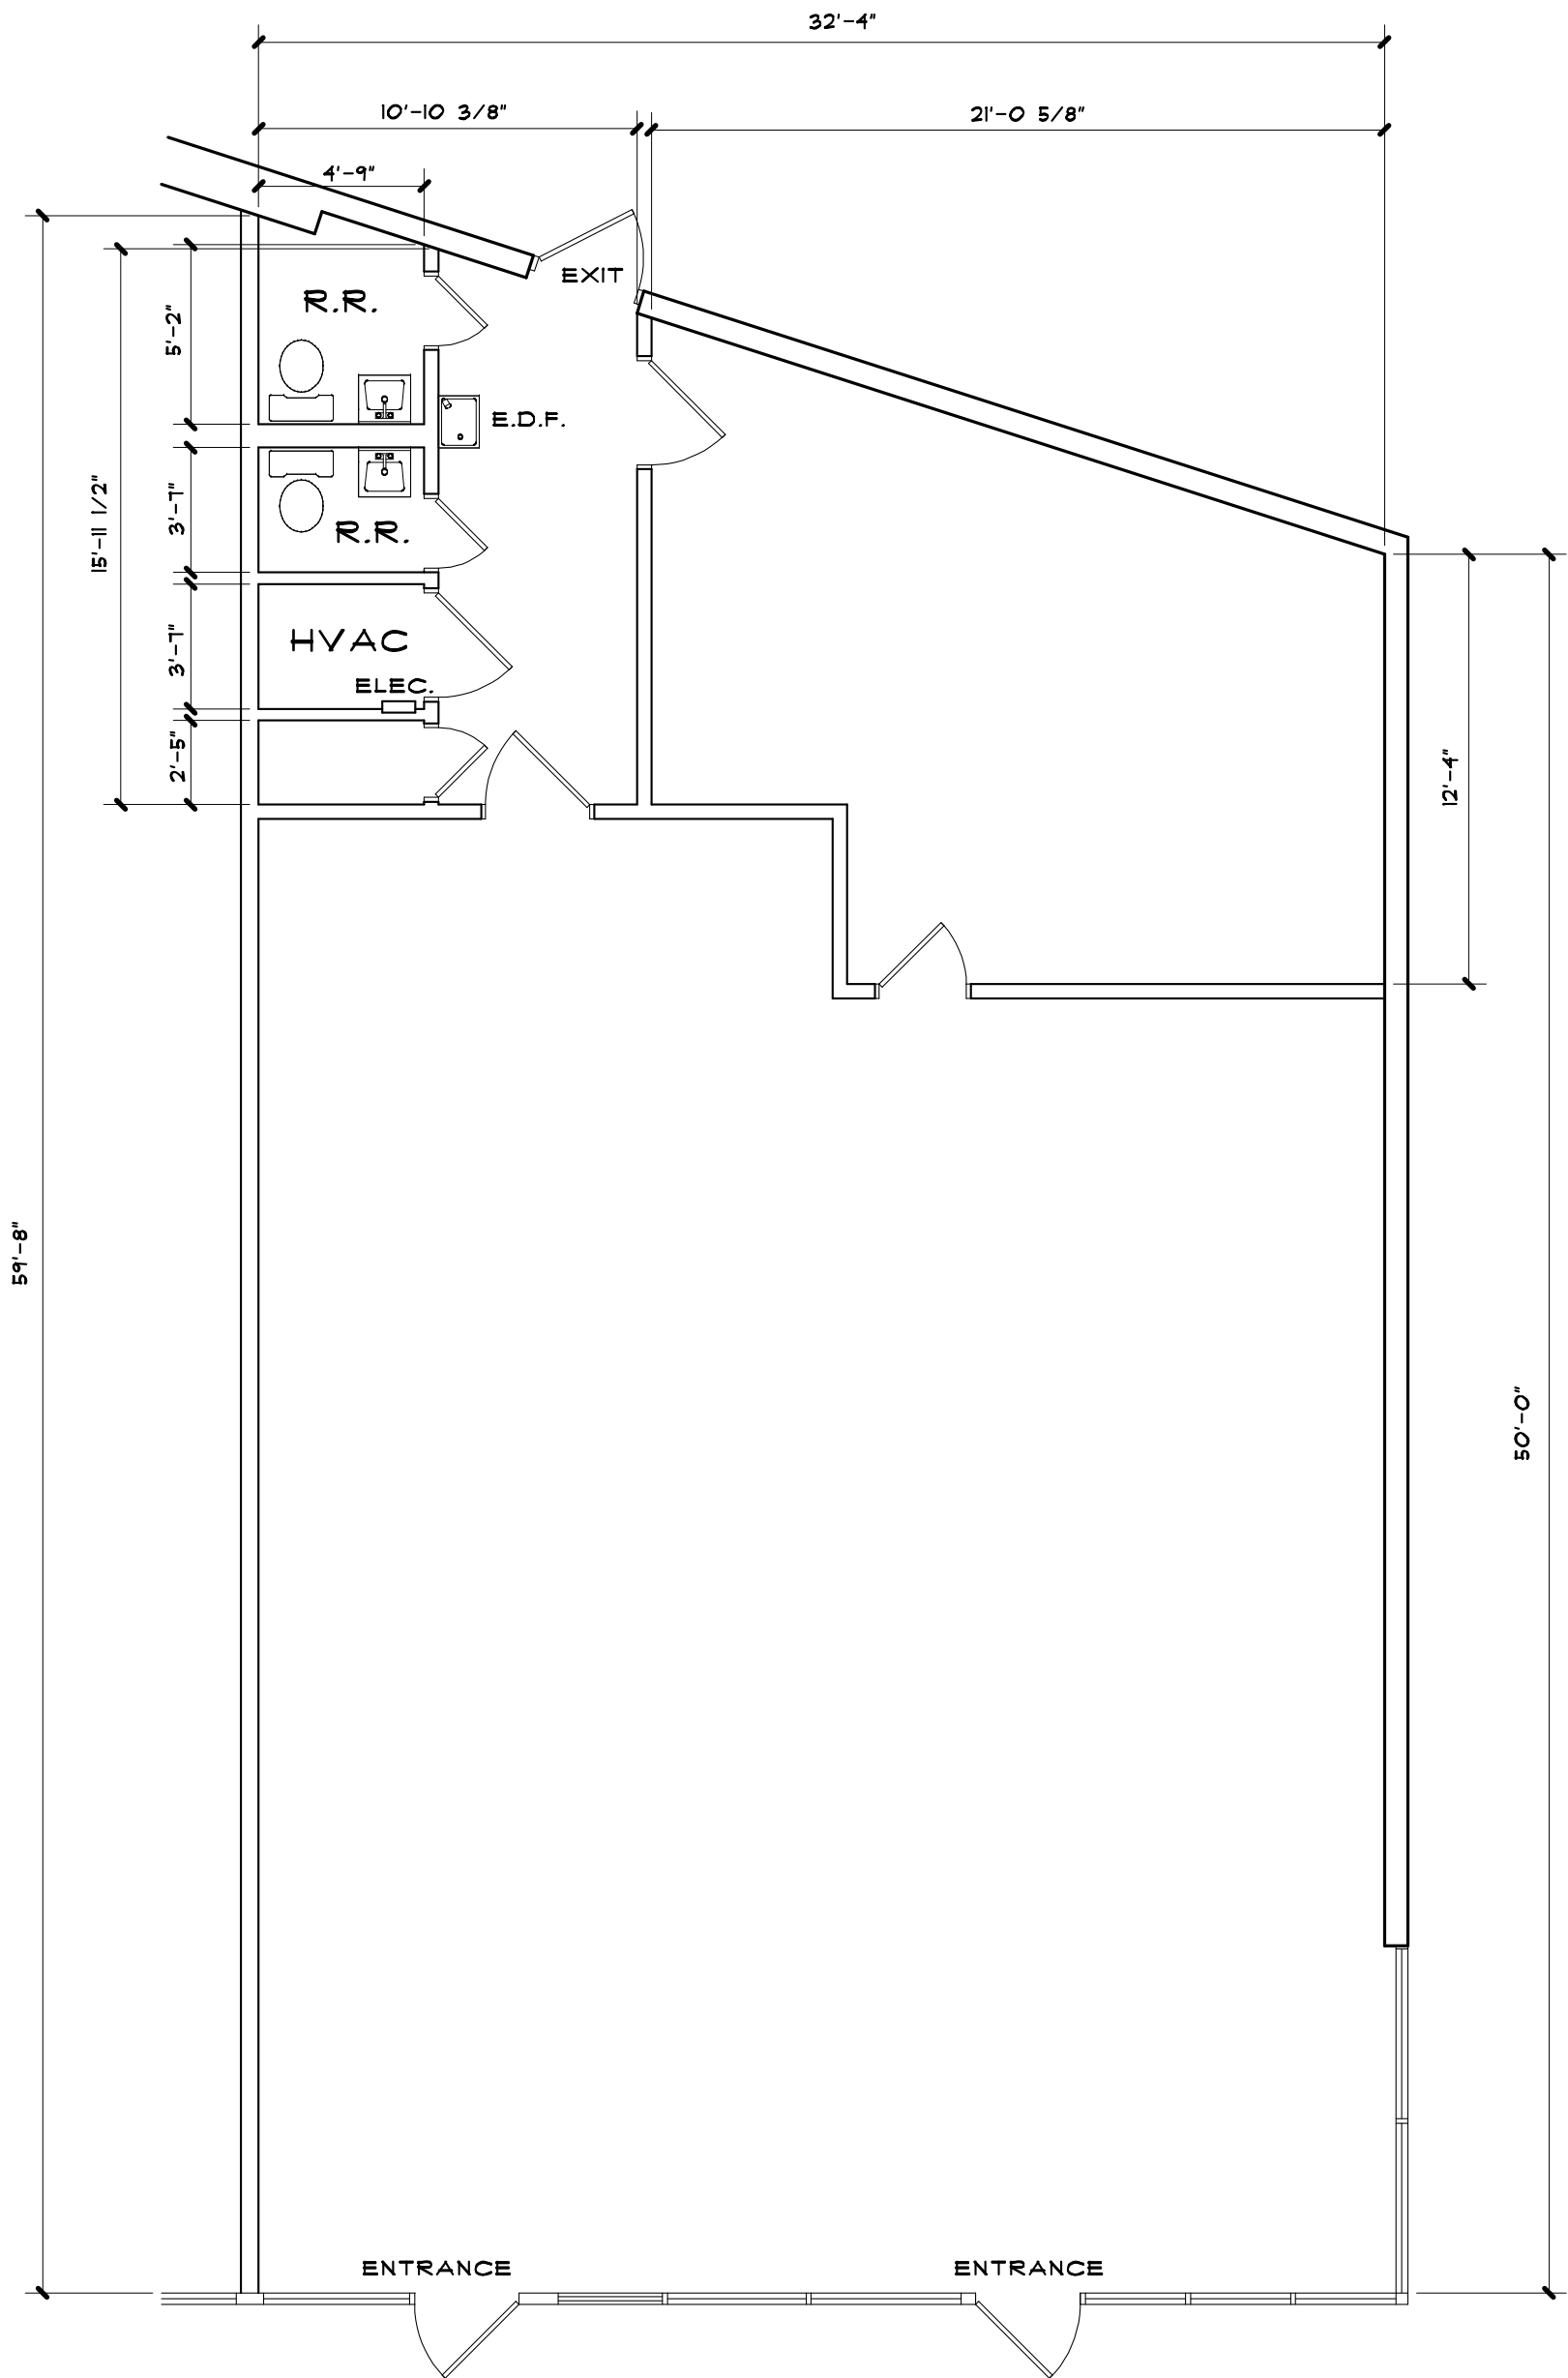 32'-4"
10'-10 3/8"
21'-0 5/8"
4'-9"
EXIT
R.R.
5'-2"
E.D.F.
15'-11 1/2"
3'-7"
R.R.
HVAC
3'-7"
ELEC.
2'-5"
12'-4"
59'-8"
50'-0"
ENTRANCE
ENTRANCE